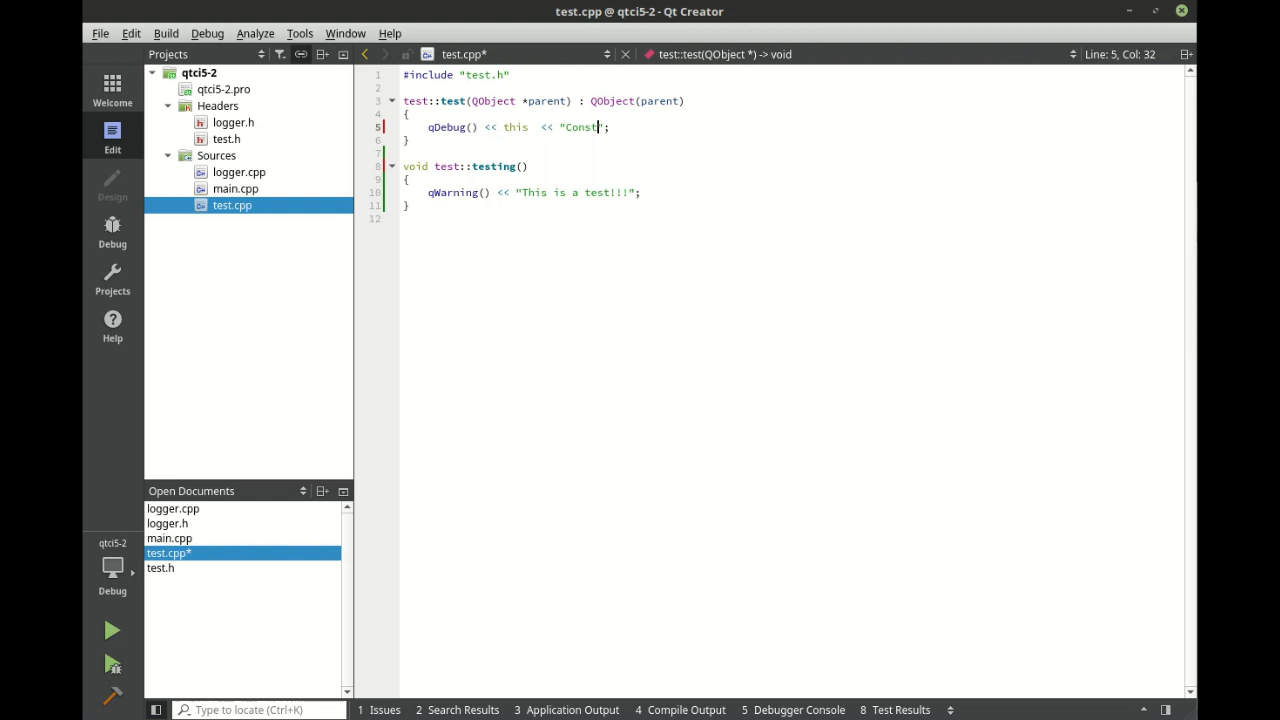 test.cpp @ qtci5-2 - Qt Creator
File Edit Build Debug Analyze Tools Window Help
Projects
test.cpp*
test::test(QObject *parent) -> void
Line: 5, Col: 32
Welcome
Edit
Design
Debug
Projects
Help
qtci5-2
qtci5-2.pro
Headers
logger.h
test.h
Sources
logger.cpp
main.cpp
test.cpp
1 #include "test.h"
2
3 test::test(QObject *parent) : QObject(parent)
4 {
5 qDebug() << this  << "Const";
6 }
7
8 void test::testing()
9 {
10 qWarning() << "This is a test!!!";
11 }
12
Open Documents
logger.cpp
logger.h
main.cpp
test.cpp*
test.h
qtci5-2
Debug
Type to locate (Ctrl+K)
1 Issues 2 Search Results 3 Application Output 4 Compile Output 5 Debugger Console 8 Test Results